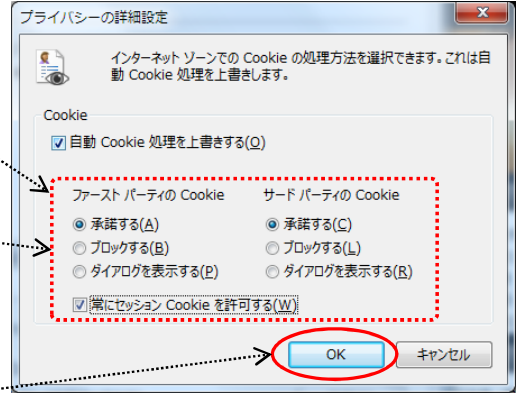 プライバシーの詳細設定
インターネット ゾーンでの Cookie の処理方法を選択できます。これは自
動 Cookie 処理を上書きします。
Cookie
自動 Cookie 処理を上書きする(O)
ファースト パーティの Cookie サード パーティの Cookie
承諾する(A) 承諾する(C)
ブロックする(B) ブロックする(L)
ダイアログを表示する(P) ダイアログを表示する(R)
常にセッション Cookie を許可する(W)
OK キャンセル